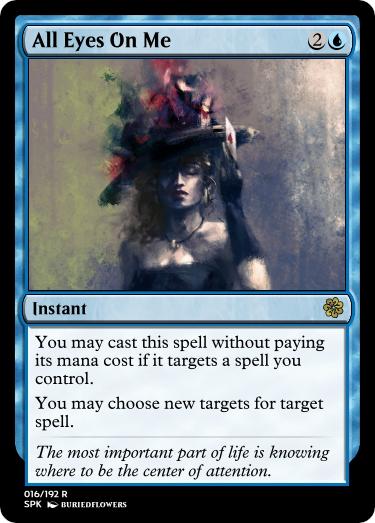 All Eyes On Me 2
Instant
You may cast this spell without paying
its mana cost if it targets a spell you
control.
You may choose new targets for target
spell.
The most important part of life is knowing
where to be the center of attention.
016/192 R
SPK BURIEDFLOWERS